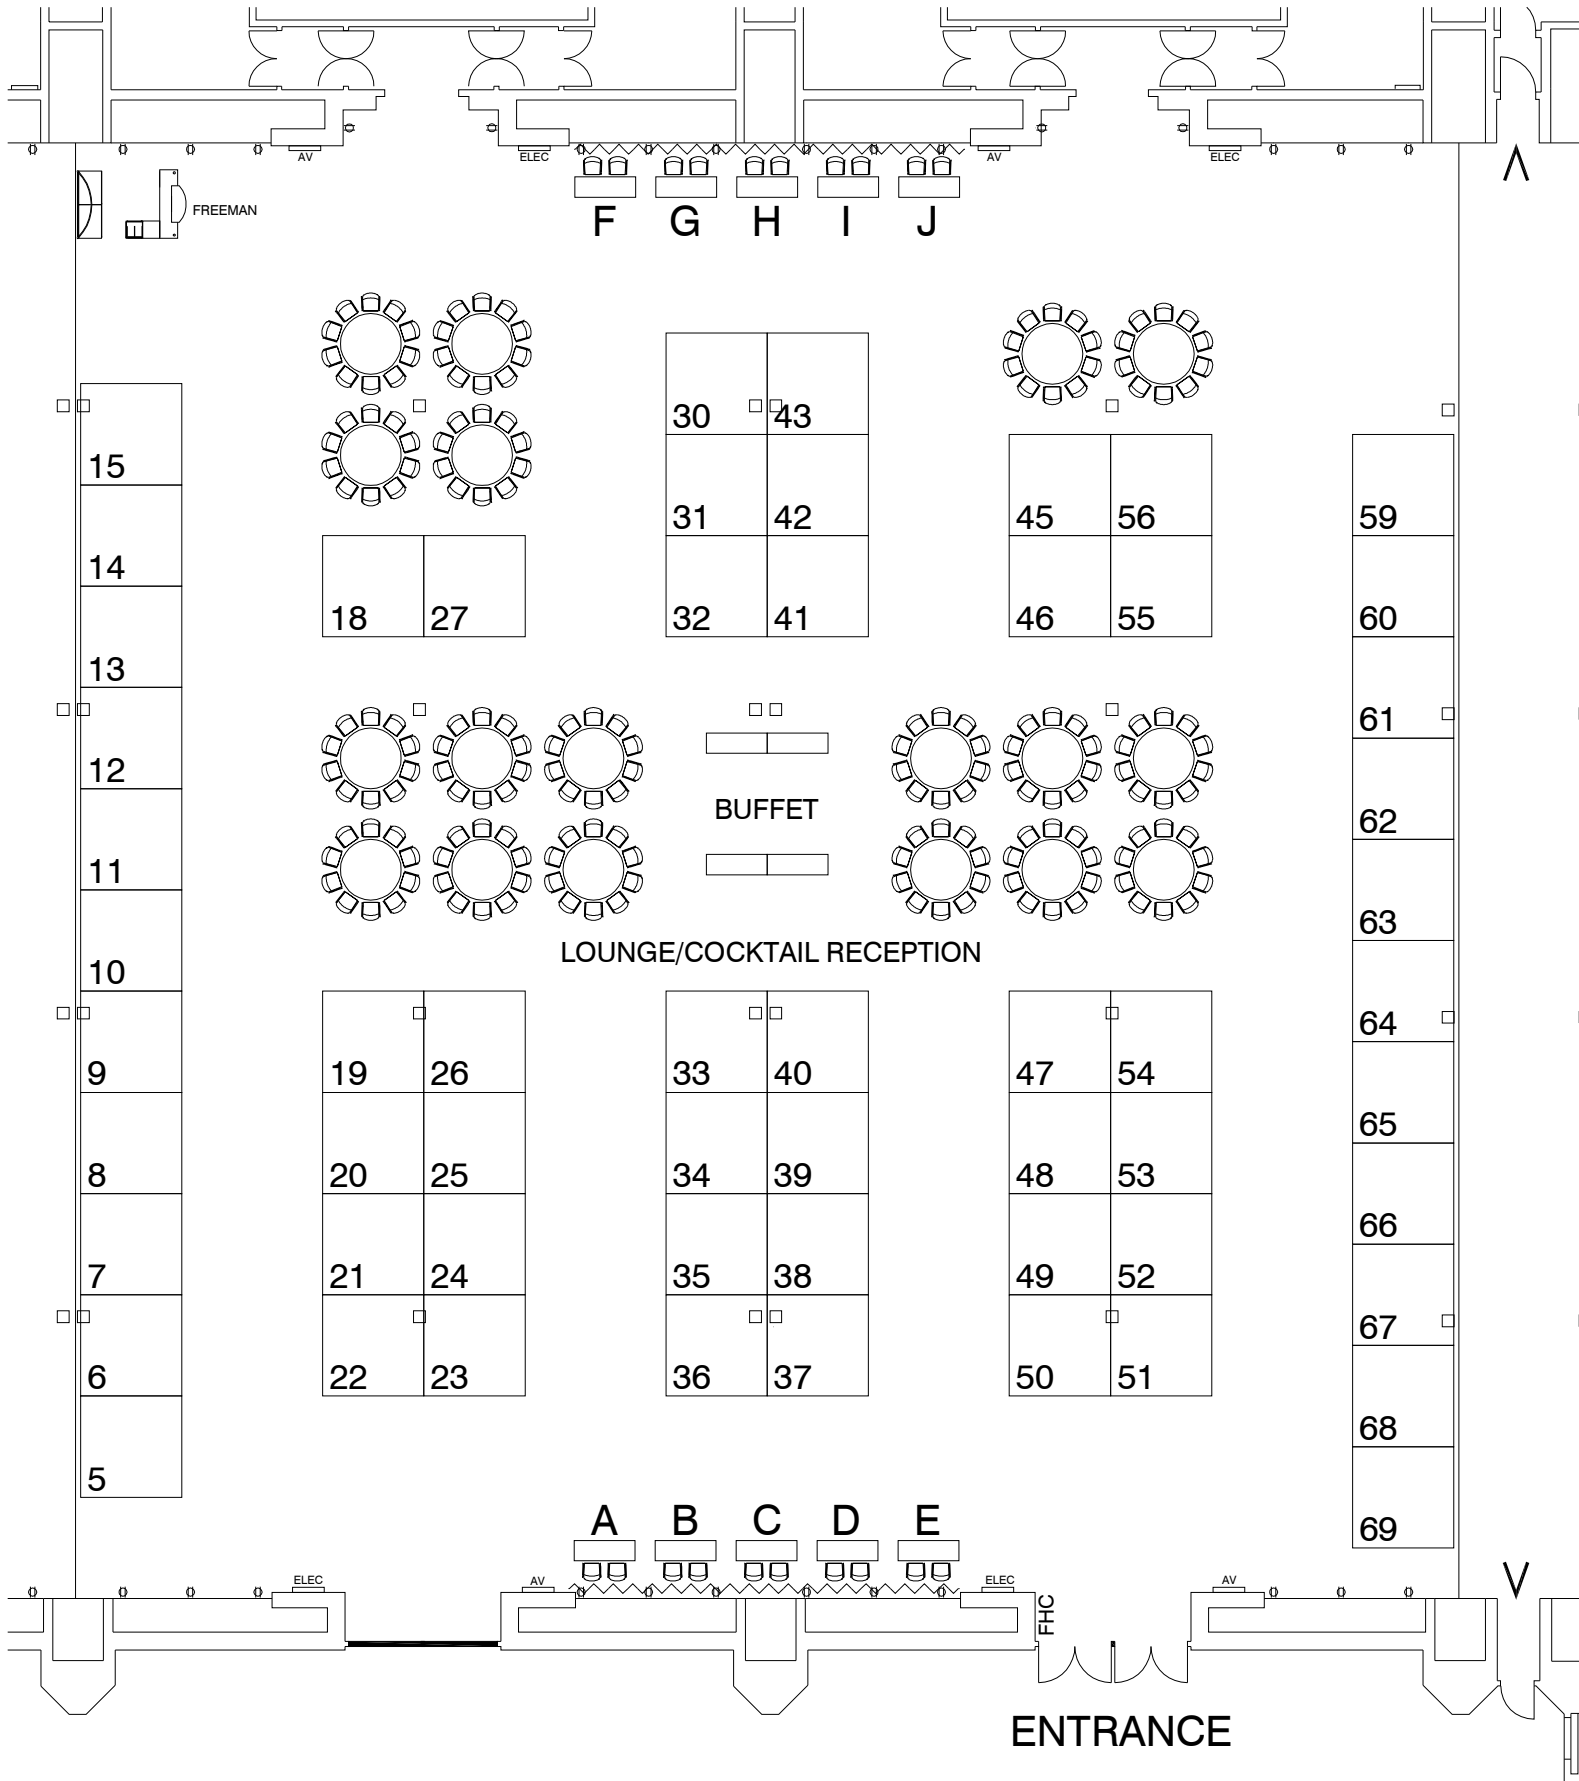 AV ELEC AV ELEC
FREEMAN
F G H I J
30 43
15 31 42 45 56 59
14 18 27 32 41 46 55 60
13 61
12 62
BUFFET
11 63
LOUNGE/COCKTAIL RECEPTION
10 64
9 19 26 33 40 47 54
65
8 20 25 34 39 48 53
66
7 21 24 35 38 49 52
67
6 22 23 36 37 50 51
68
5
A B C D E
69
ELEC AV ELEC AV
FHC
ENTRANCE